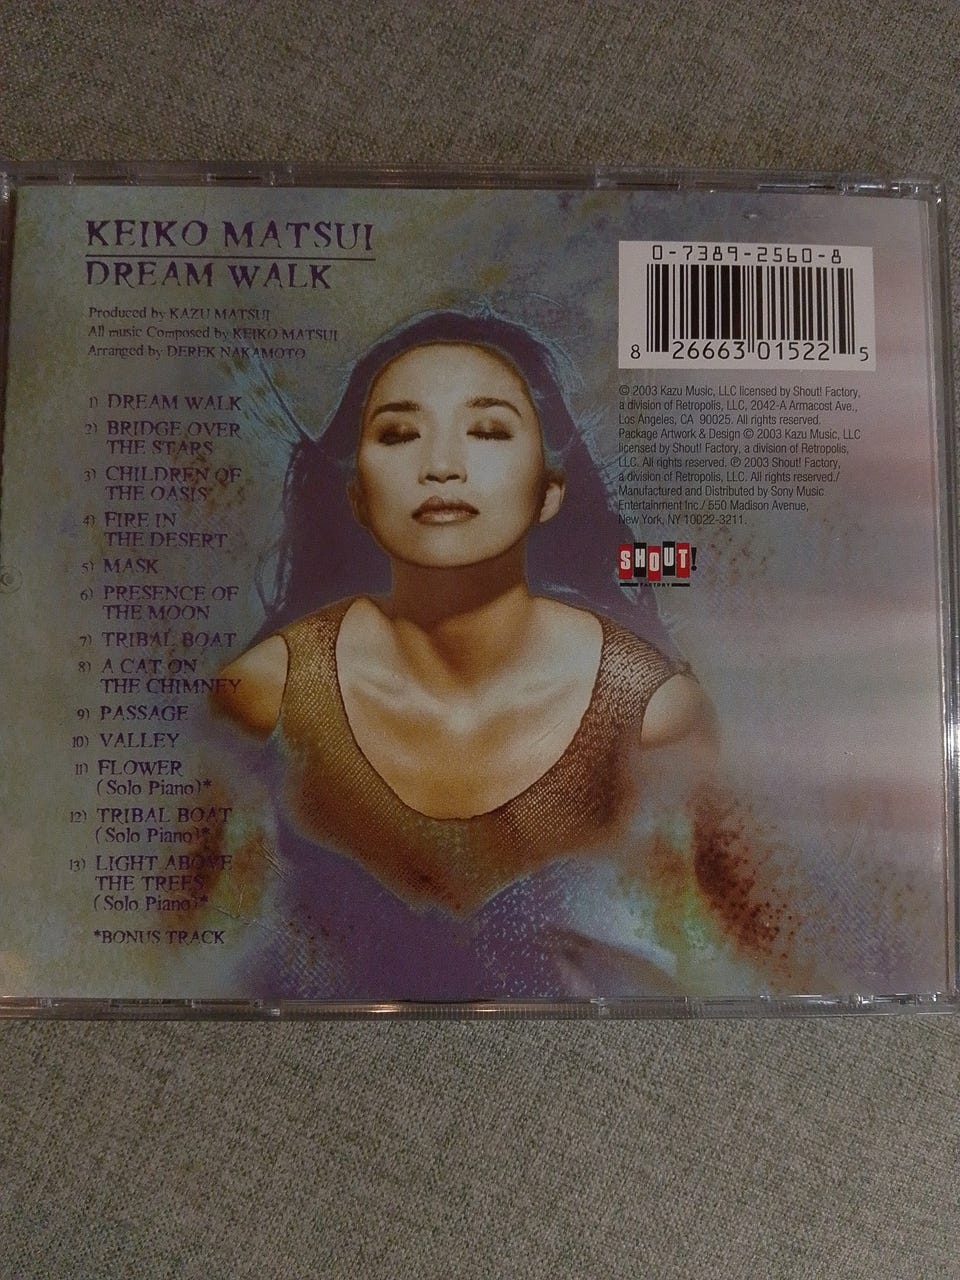 KEIKO MATSUI
DREAM WALK
Produced by KAZU MATSUI
All music Composed by KEIKO MATSUI
Arranged by DEREK NAKAMOTO
1) DREAM WALK
2) BRIDGE OVER
THE STARS
3) CHILDREN OF
THE OASIS
4) FIRE IN
THE DESERT
5) MASK
6) PRESENCE OF
THE MOON
7) TRIBAL BOAT
8) A CAT ON
THE CHIMNEY
9) PASSAGE
10) VALLEY
11) FLOWER
(Solo Piano)*
12) TRIBAL BOAT
(Solo Piano)*
13) LIGHT ABOVE
THE TREES
(Solo Piano)*
*BONUS TRACK
0-7389-2560-8
8 26663 01522 5
© 2003 Kazu Music, LLC licensed by Shout! Factory,
a division of Retropolis, LLC, 2042-A Armacost Ave.,
Los Angeles, CA 90025. All rights reserved.
Package Artwork & Design © 2003 Kazu Music, LLC
licensed by Shout! Factory, a division of Retropolis,
LLC. All rights reserved. ℗ 2003 Shout! Factory,
a division of Retropolis, LLC. All rights reserved./
Manufactured and Distributed by Sony Music
Entertainment Inc./ 550 Madison Avenue,
New York, NY 10022-3211.
SHOUT!
FACTORY